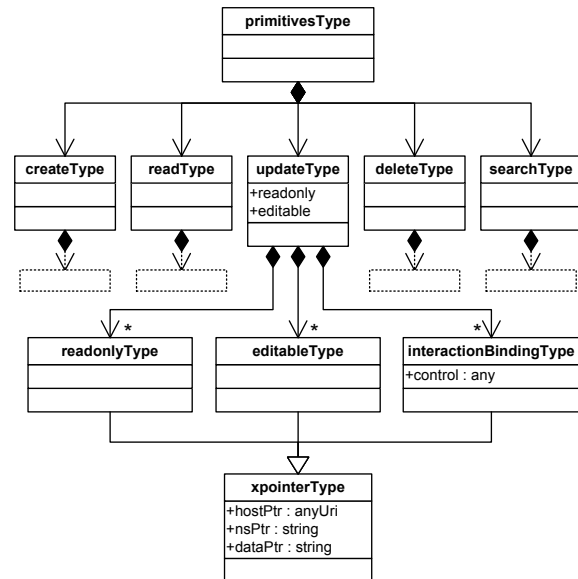 primitivesType
createType
readType
updateType
+readonly
+editable
deleteType
searchType
*
*
*
readonlyType
editableType
interactionBindingType
+control : any
xpointerType
+hostPtr : anyUri
+nsPtr : string
+dataPtr : string